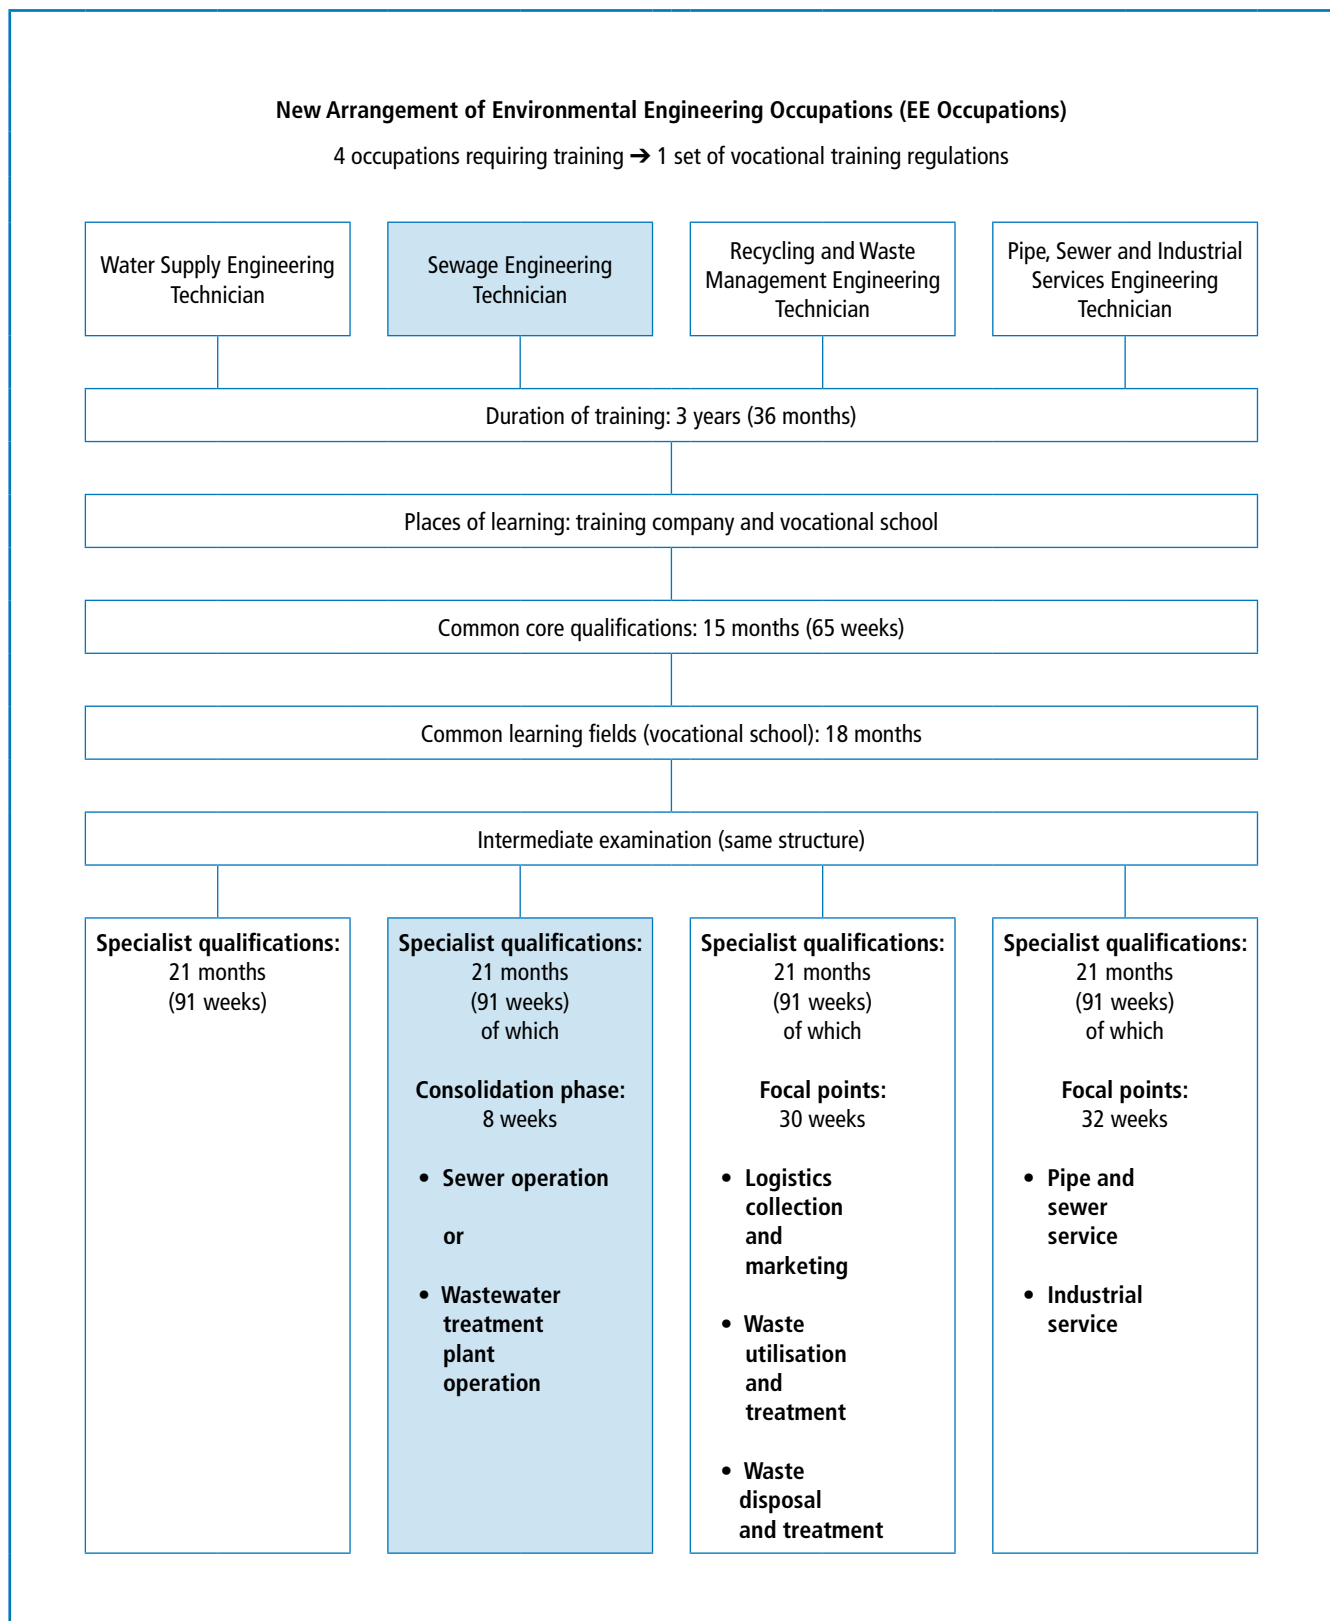 New Arrangement of Environmental Engineering Occupations (EE Occupations)
4 occupations requiring training ➔ 1 set of vocational training regulations
Water Supply Engineering
Technician
Sewage Engineering
Technician
Recycling and Waste
Management Engineering
Technician
Pipe, Sewer and Industrial
Services Engineering
Technician
Duration of training: 3 years (36 months)
Places of learning: training company and vocational school
Common core qualifications: 15 months (65 weeks)
Common learning fields (vocational school): 18 months
Intermediate examination (same structure)
Specialist qualifications:
21 months
(91 weeks)
Specialist qualifications:
21 months
(91 weeks)
of which
Consolidation phase:
8 weeks
• Sewer operation
or
• Wastewater
treatment
plant
operation
Specialist qualifications:
21 months
(91 weeks)
of which
Focal points:
30 weeks
• Logistics
collection
and
marketing
• Waste
utilisation
and
treatment
• Waste
disposal
and treatment
Specialist qualifications:
21 months
(91 weeks)
of which
Focal points:
32 weeks
• Pipe and
sewer
service
• Industrial
service